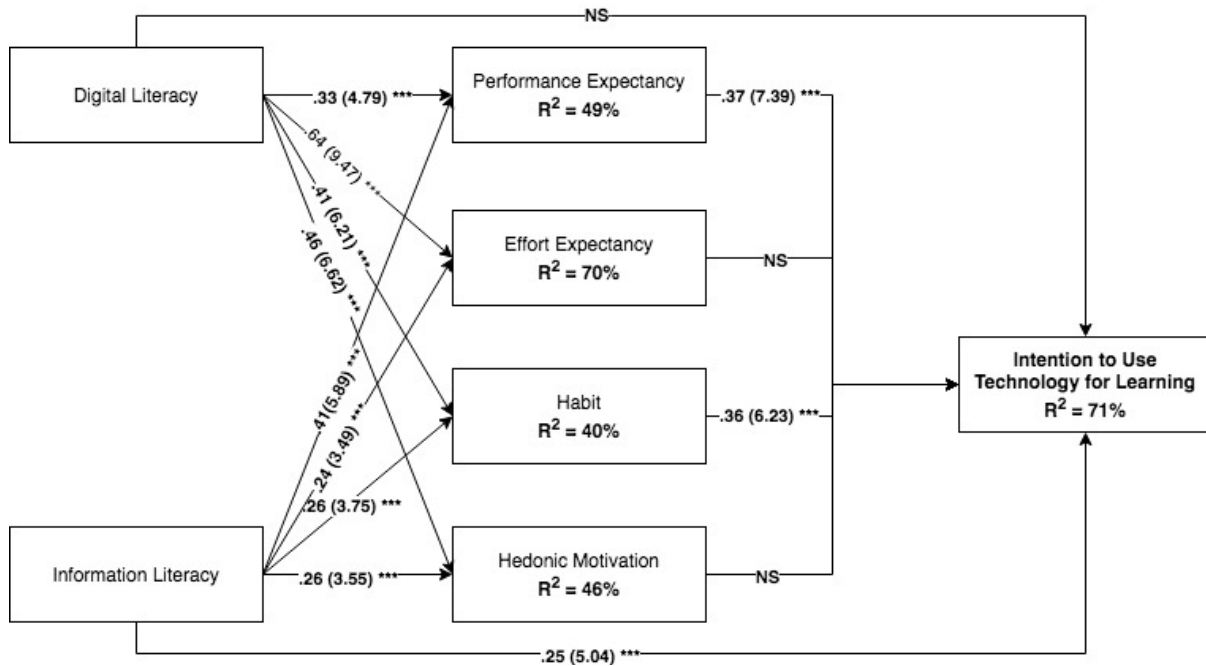 NS
Digital Literacy
Performance Expectancy
R² = 49%
.33 (4.79) ***
.37 (7.39) ***
.64 (9.47) ***
.41 (6.21) ***
.46 (6.62) ***
Effort Expectancy
R² = 70%
NS
Intention to Use
Technology for Learning
R² = 71%
Habit
R² = 40%
.36 (6.23) ***
.41(5.89) ***
.24 (3.49) ***
.26 (3.75) ***
Information Literacy
.26 (3.55) ***
Hedonic Motivation
R² = 46%
NS
.25 (5.04) ***